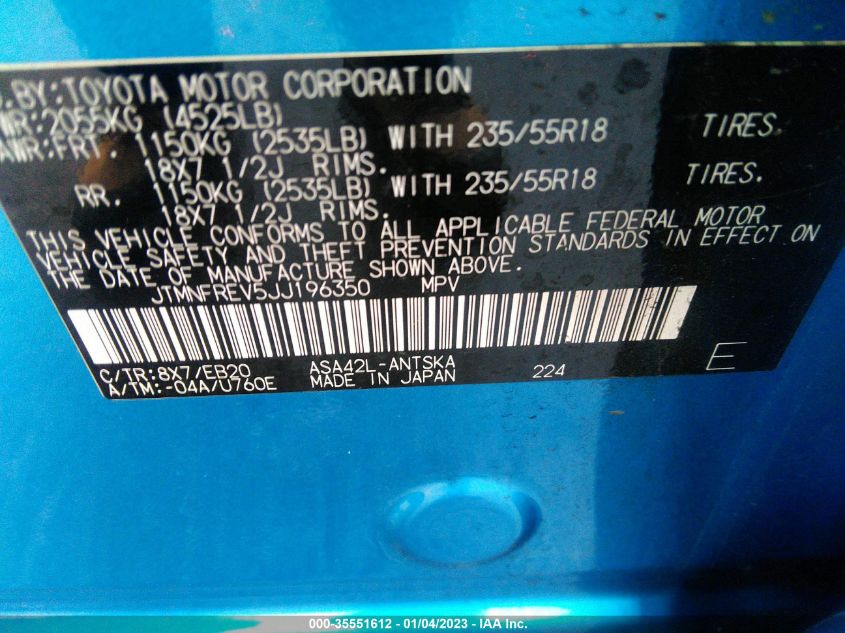 D.BY:TOYOTA MOTOR CORPORATION
WR:2055KG (4525LB)
AWR:FRT. 1150KG (2535LB) WITH 235/55R18 TIRES.
18X7 1/2J RIMS.
RR. 1150KG (2535LB) WITH 235/55R18 TIRES.
18X7 1/2J RIMS.
THIS VEHICLE CONFORMS TO ALL APPLICABLE FEDERAL MOTOR
VEHICLE SAFETY AND THEFT PREVENTION STANDARDS IN EFFECT ON
THE DATE OF MANUFACTURE SHOWN ABOVE.
JTMNFREV5JJ196350 MPV
C/TR:8X7/EB20 ASA42L-ANTSKA 224 E
A/TM:-04A/U760E MADE IN JAPAN
000-35551612 - 01/04/2023 - IAA Inc.